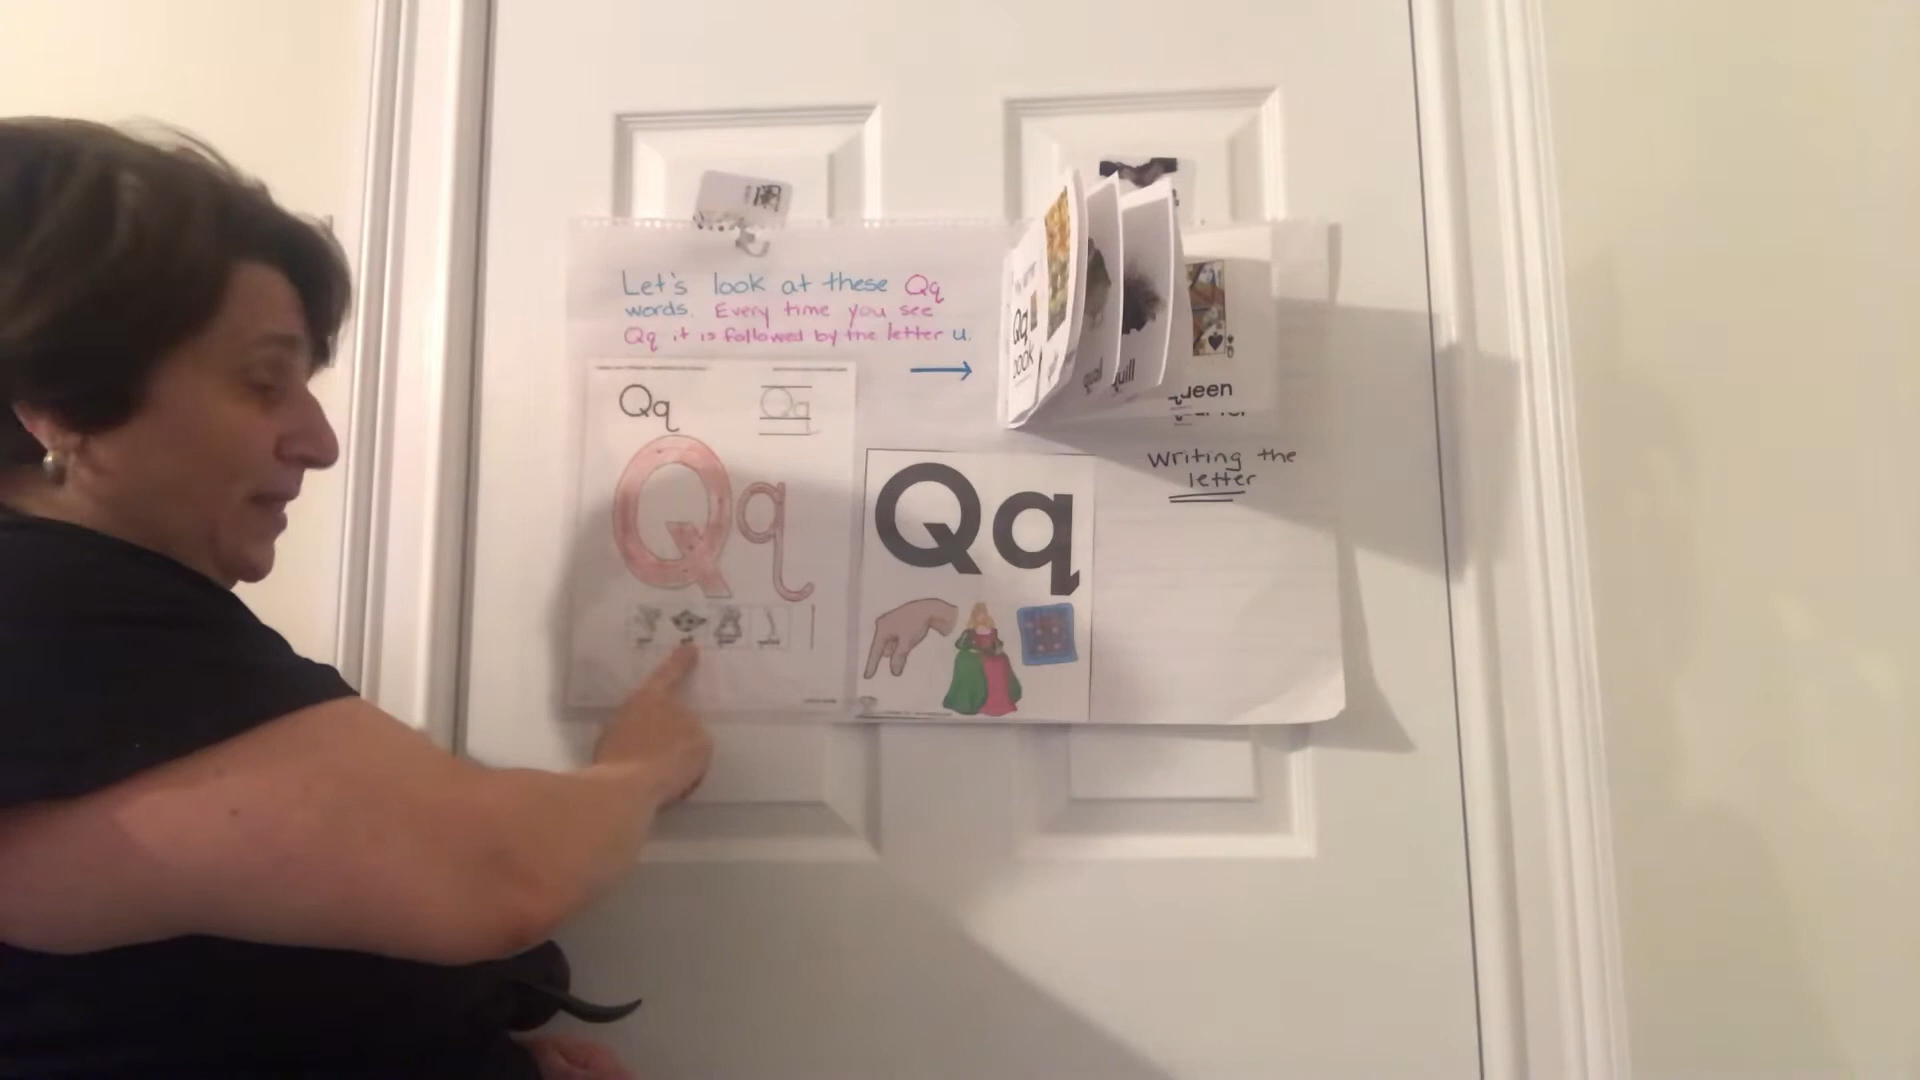 Let's look at these Qq
words. Every time you see
Qq it is followed by the letter u.
Qq
Qq
Qq
Qq
Qq
book
quail
quill
queen
Writing the
letter